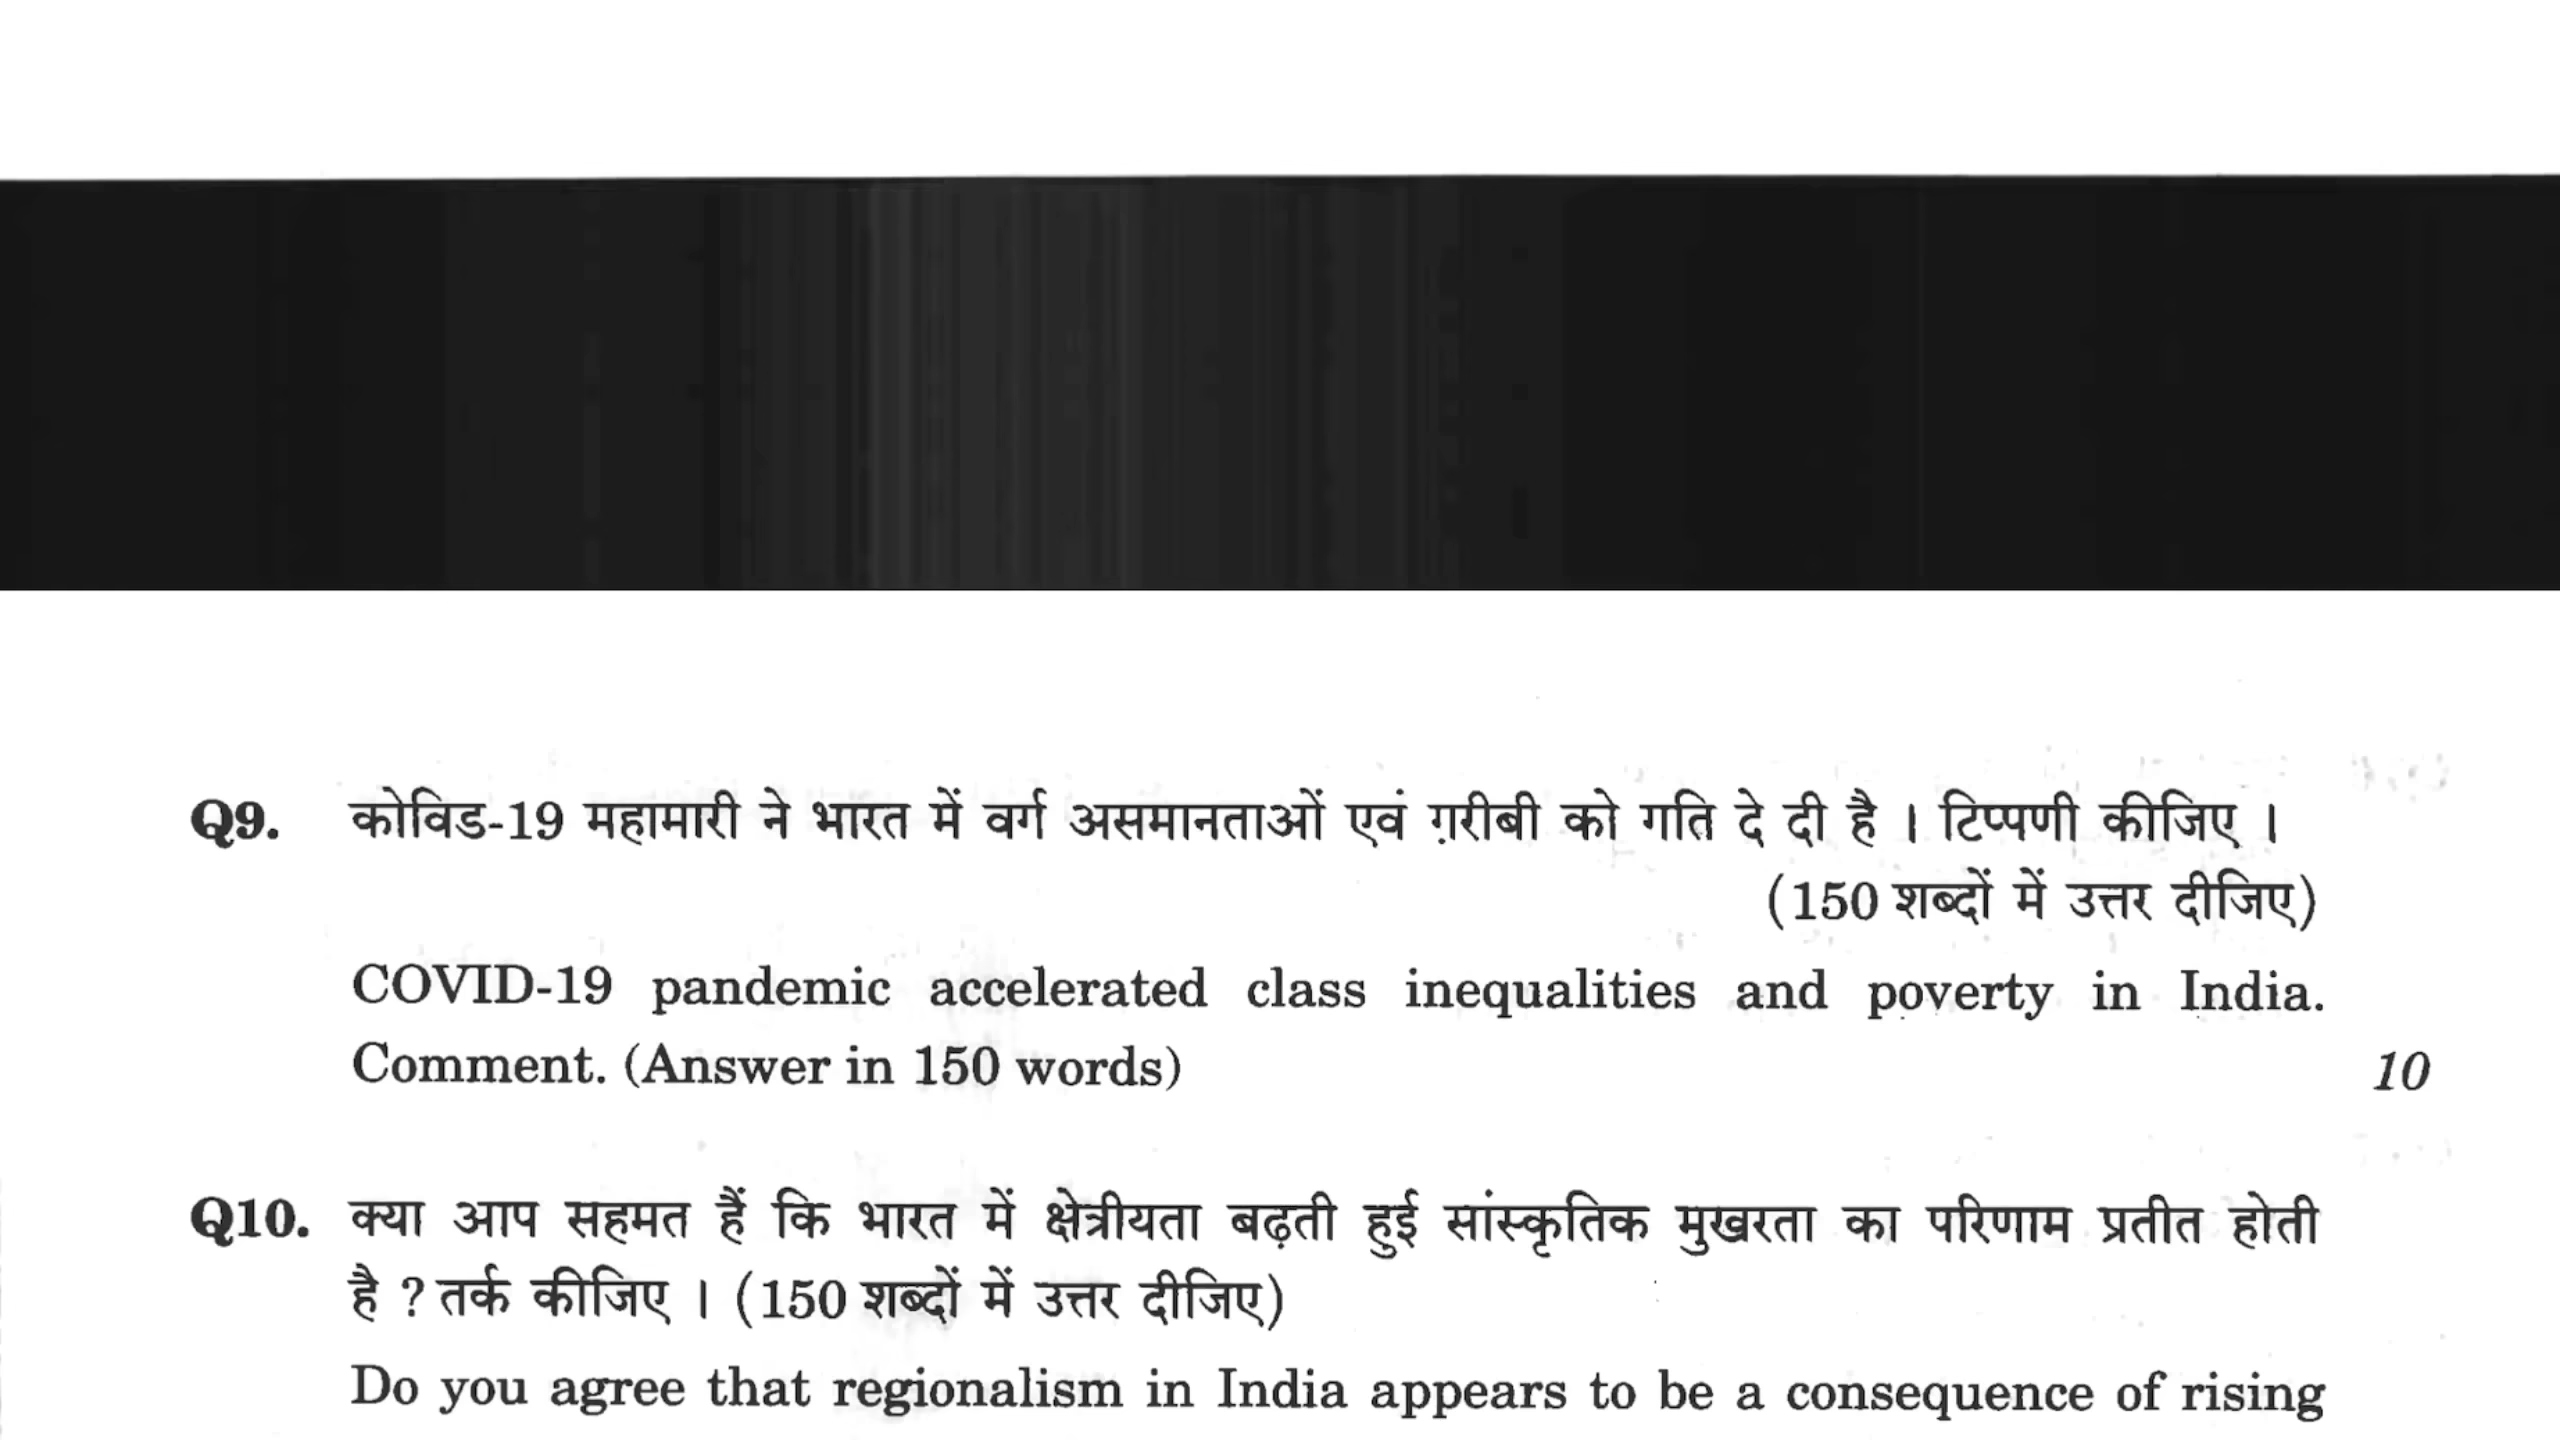 Q9. कोविड-19 महामारी ने भारत में वर्ग असमानताओं एवं ग़रीबी को गति दे दी है । टिप्पणी कीजिए ।
(150 शब्दों में उत्तर दीजिए)
COVID-19 pandemic accelerated class inequalities and poverty in India.
Comment. (Answer in 150 words) 10
Q10. क्या आप सहमत हैं कि भारत में क्षेत्रीयता बढ़ती हुई सांस्कृतिक मुखरता का परिणाम प्रतीत होती
है ? तर्क कीजिए । (150 शब्दों में उत्तर दीजिए)
Do you agree that regionalism in India appears to be a consequence of rising